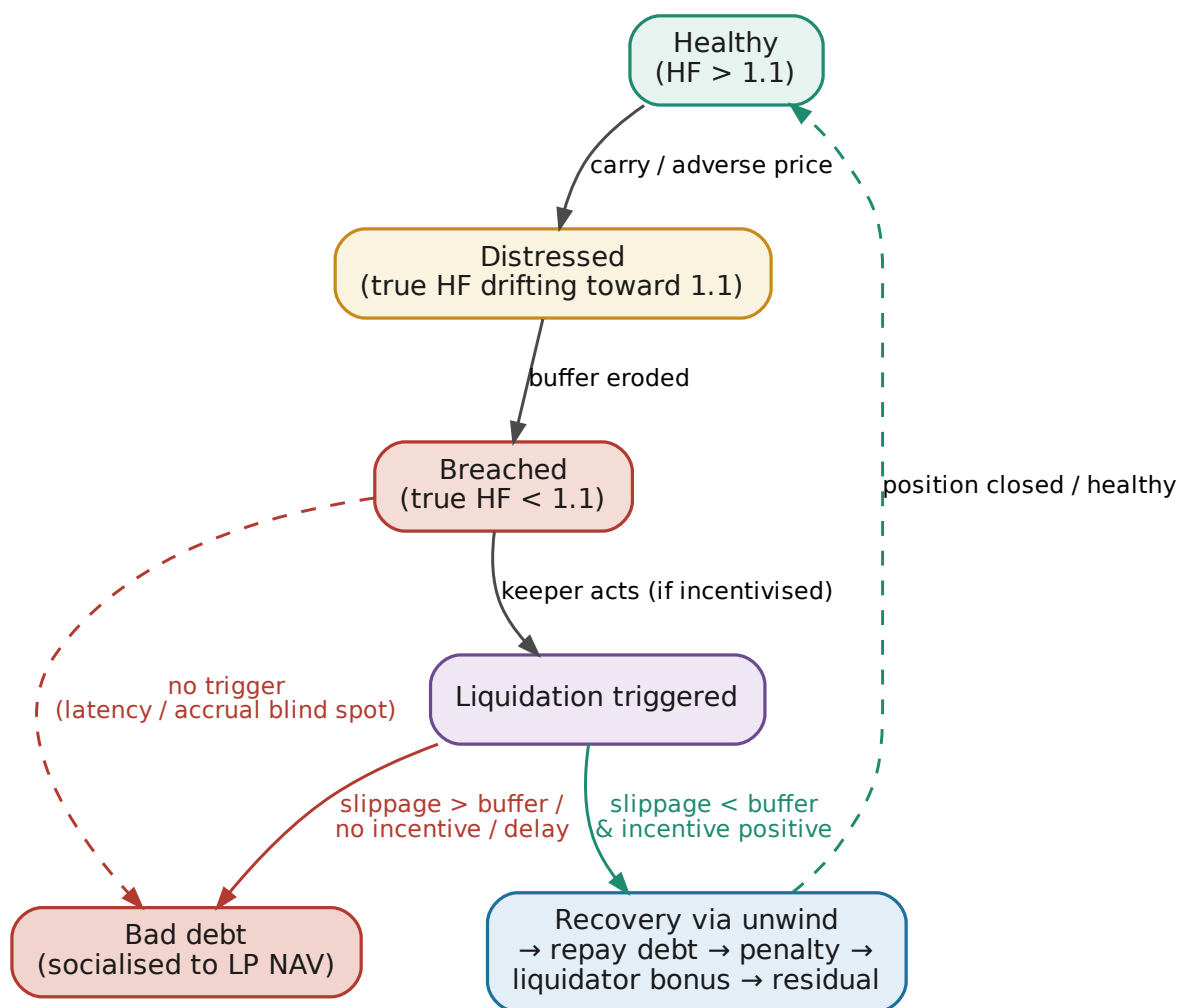 Healthy
(HF > 1.1)
carry / adverse price
Distressed
(true HF drifting toward 1.1)
buffer eroded
Breached
(true HF < 1.1)
position closed / healthy
keeper acts (if incentivised)
no trigger
(latency / accrual blind spot)
Liquidation triggered
slippage > buffer /
no incentive / delay
slippage < buffer
& incentive positive
Bad debt
(socialised to LP NAV)
Recovery via unwind
→ repay debt → penalty →
liquidator bonus → residual